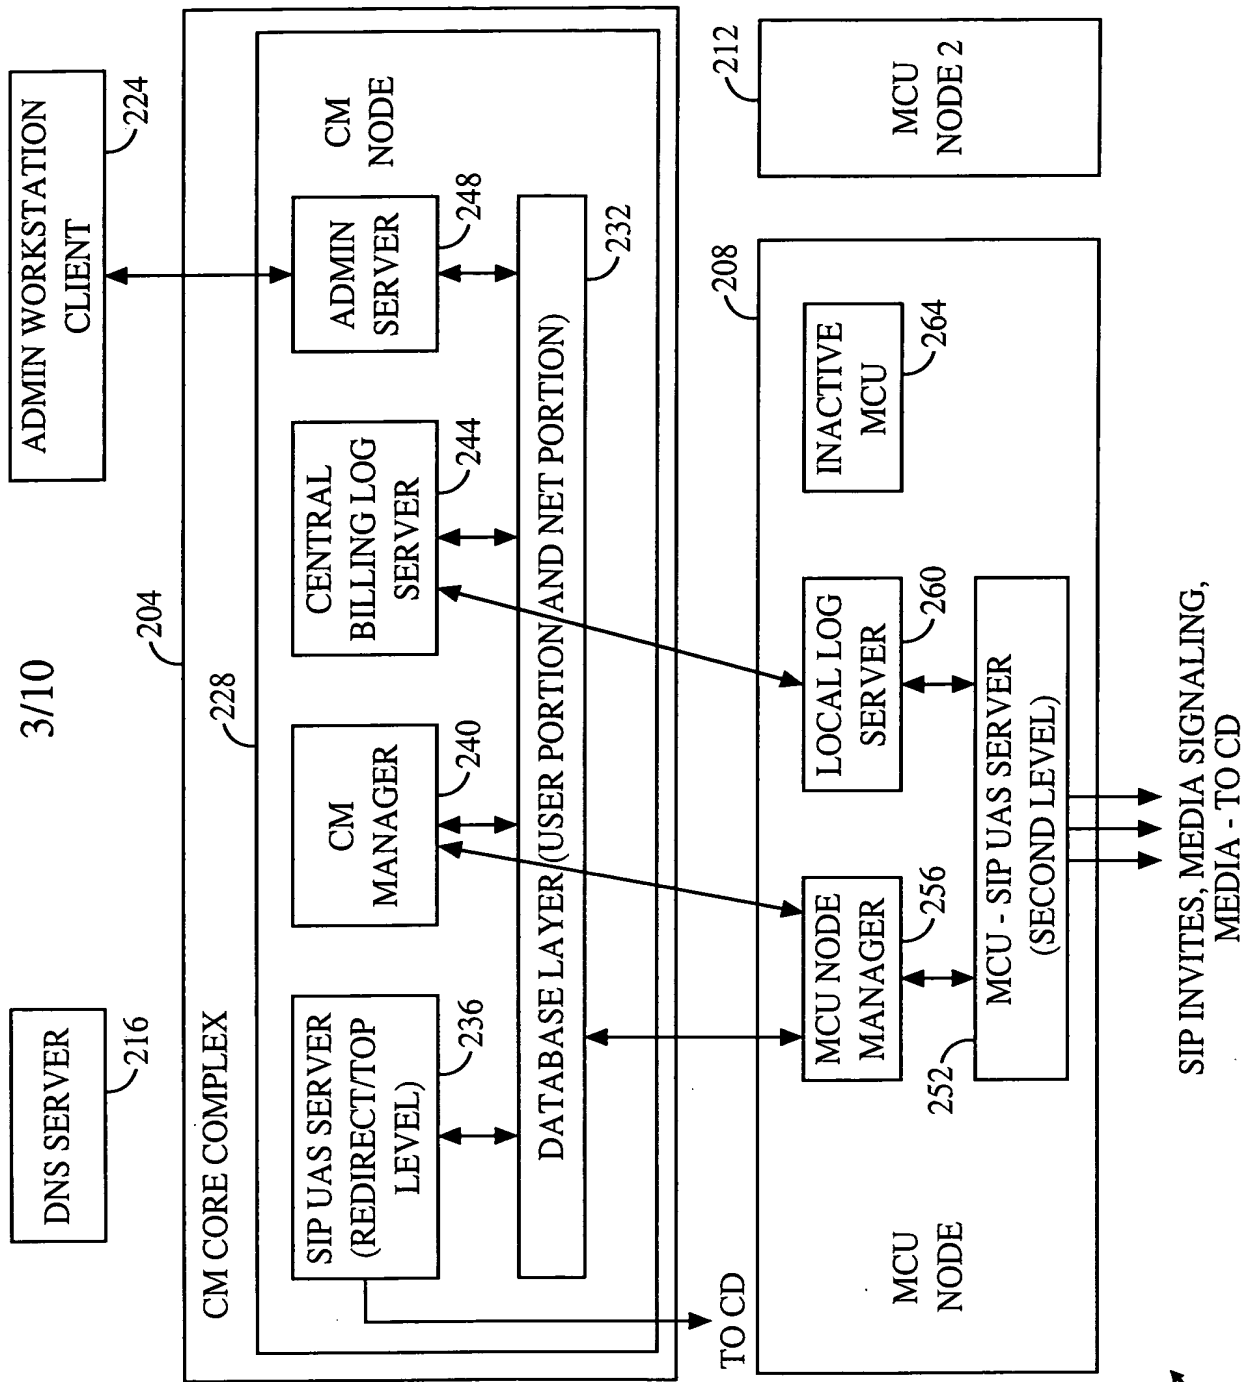 3/10
DNS SERVER
216
ADMIN WORKSTATION
CLIENT
224
CM CORE COMPLEX
204
228
SIP UAS SERVER
(REDIRECT/TOP
LEVEL)
236
CM
MANAGER
240
CENTRAL
BILLING LOG
SERVER
244
ADMIN
SERVER
248
CM
NODE
DATABASE LAYER (USER PORTION AND NET PORTION)
232
TO CD
208
MCU
NODE
MCU NODE
MANAGER
256
LOCAL LOG
SERVER
260
INACTIVE
MCU
264
252
MCU - SIP UAS SERVER
(SECOND LEVEL)
MCU
NODE 2
212
SIP INVITES, MEDIA SIGNALING,
MEDIA - TO CD